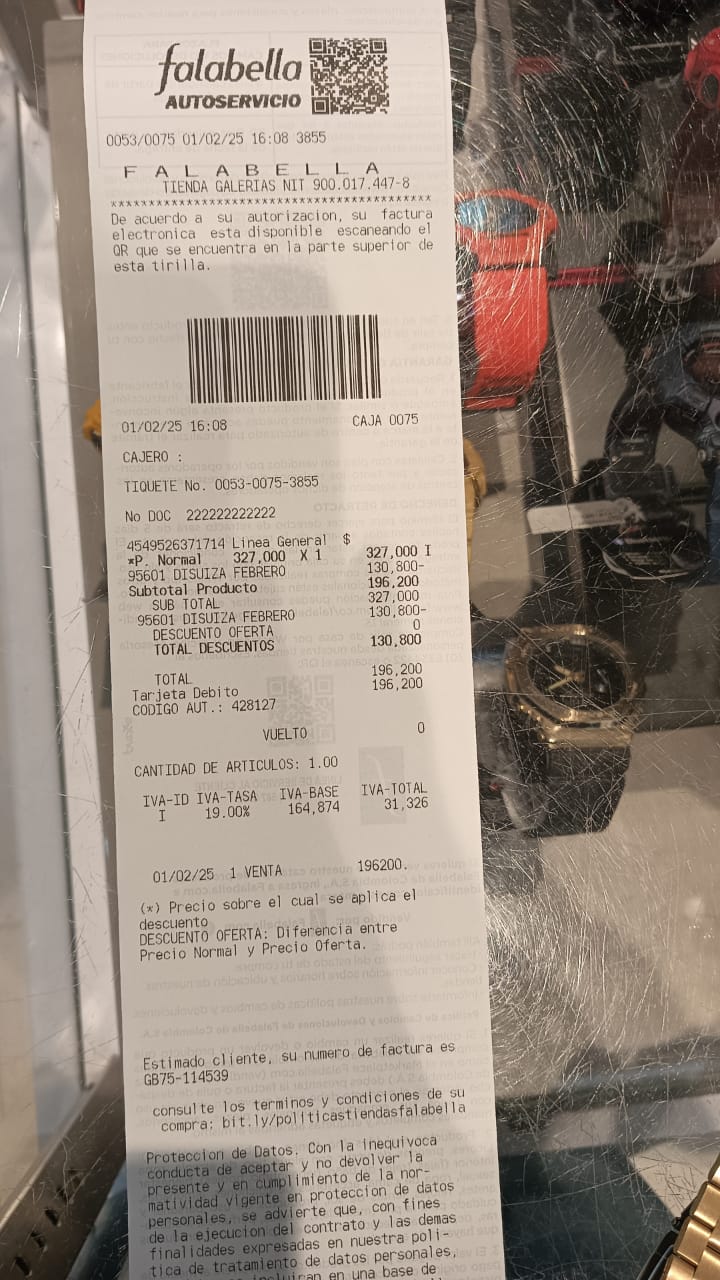 falabella
AUTOSERVICIO
0053/0075 01/02/25 16:08 3855
F A L A B E L L A
TIENDA GALERIAS NIT 900.017.447-8
******************************************
De acuerdo a su autorizacion, su factura
electronica esta disponible escaneando el
QR que se encuentra en la parte superior de
esta tirilla.
01/02/25 16:08 CAJA 0075
CAJERO :
TIQUETE No. 0053-0075-3855
No DOC 222222222222
4549526371714 Linea General $
*P. Normal 327,000 X 1 327,000 I
95601 DISUIZA FEBRERO 130,800-
Subtotal Producto 196,200
SUB TOTAL 327,000
95601 DISUIZA FEBRERO 130,800-
DESCUENTO OFERTA 0
TOTAL DESCUENTOS 130,800
TOTAL 196,200
Tarjeta Debito 196,200
CODIGO AUT.: 428127
VUELTO 0
CANTIDAD DE ARTICULOS: 1.00
IVA-ID IVA-TASA IVA-BASE IVA-TOTAL
I 19.00% 164,874 31,326
01/02/25 1 VENTA 196200.
(*) Precio sobre el cual se aplica el
descuento
DESCUENTO OFERTA: Diferencia entre
Precio Normal y Precio Oferta.
Estimado cliente, su numero de factura es
GB75-114539
consulte los terminos y condiciones de su
compra: bit.ly/politicastiendasfalabella
Proteccion de Datos. Con la inequivoca
conducta de aceptar y no devolver la
presente y en cumplimiento de la nor-
matividad vigente en proteccion de datos
personales, se advierte que, con fines
de la ejecucion del contrato y las demas
finalidades expresadas en nuestra poli-
tica de tratamiento de datos personales,
en una base de